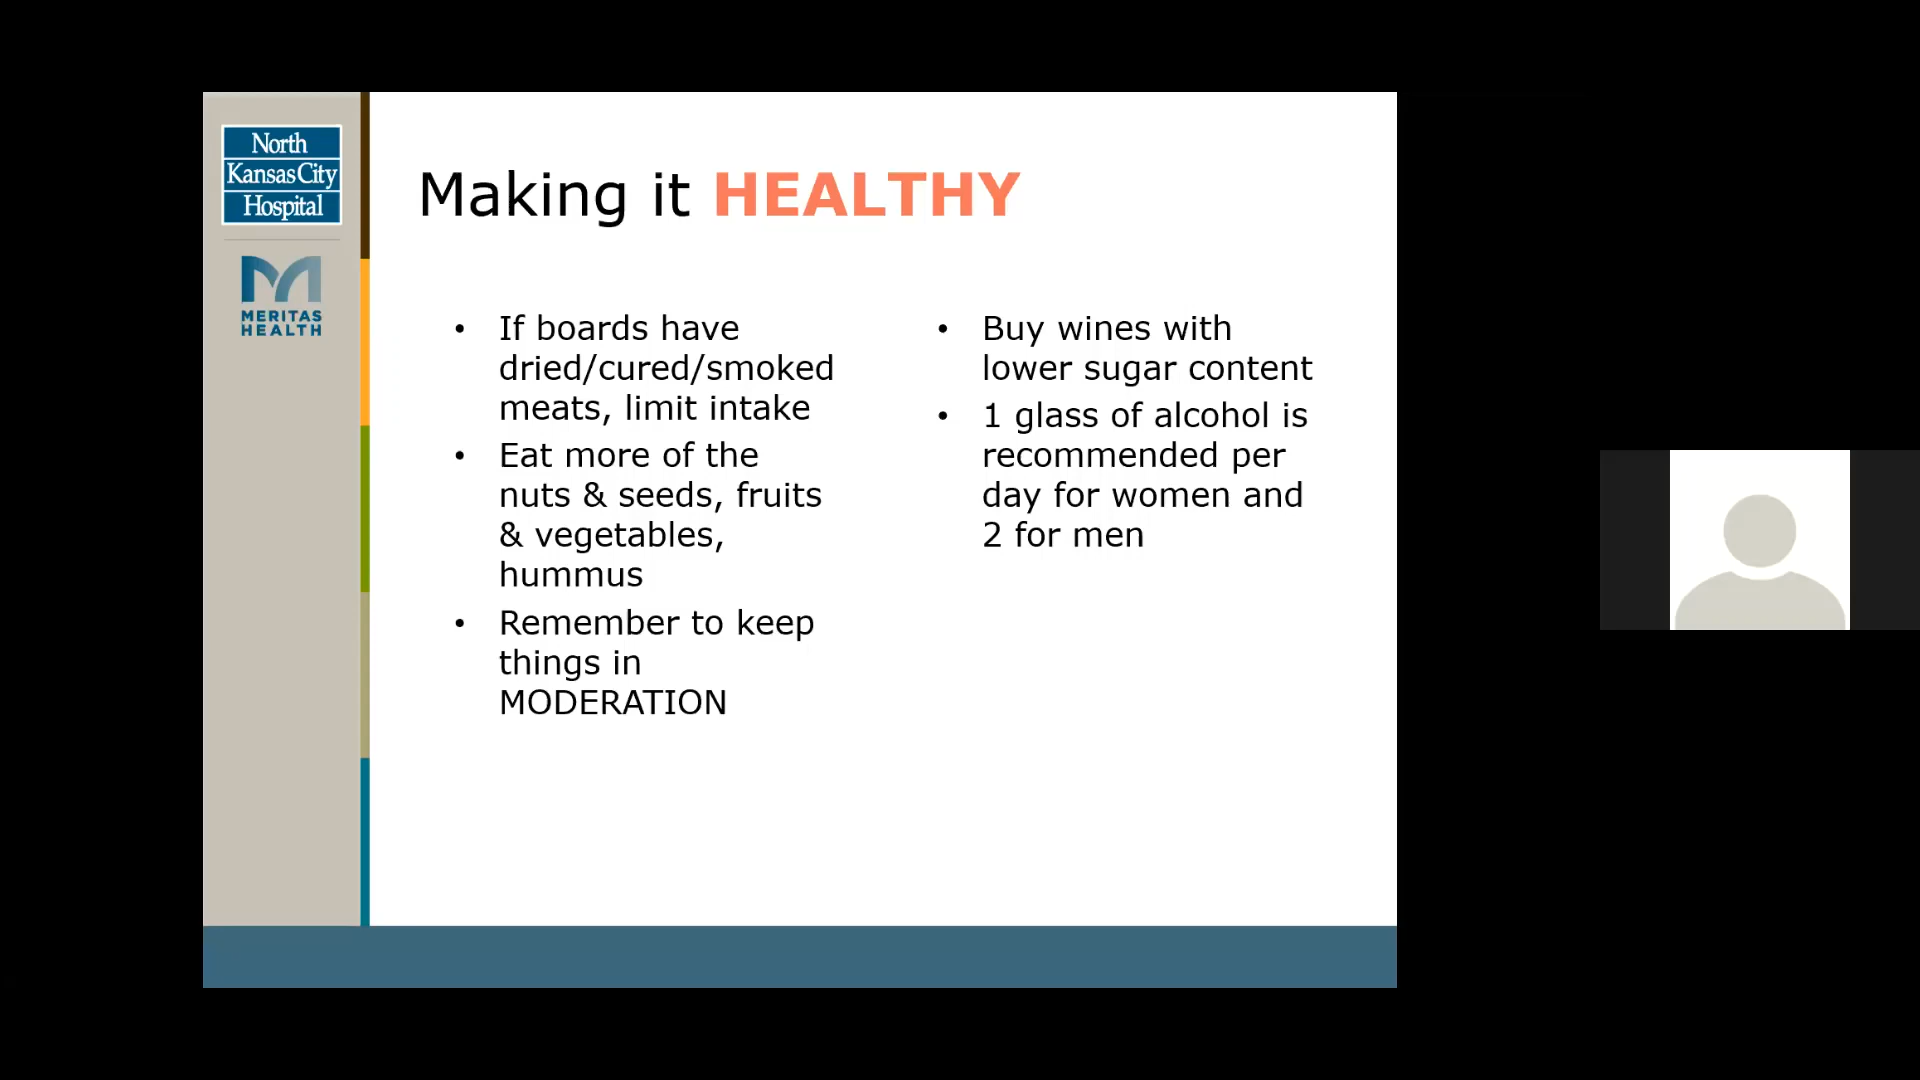 North
Kansas City
Hospital
MERITAS
HEALTH
Making it HEALTHY
• If boards have
dried/cured/smoked
meats, limit intake
• Eat more of the
nuts & seeds, fruits
& vegetables,
hummus
• Remember to keep
things in
MODERATION
• Buy wines with
lower sugar content
• 1 glass of alcohol is
recommended per
day for women and
2 for men